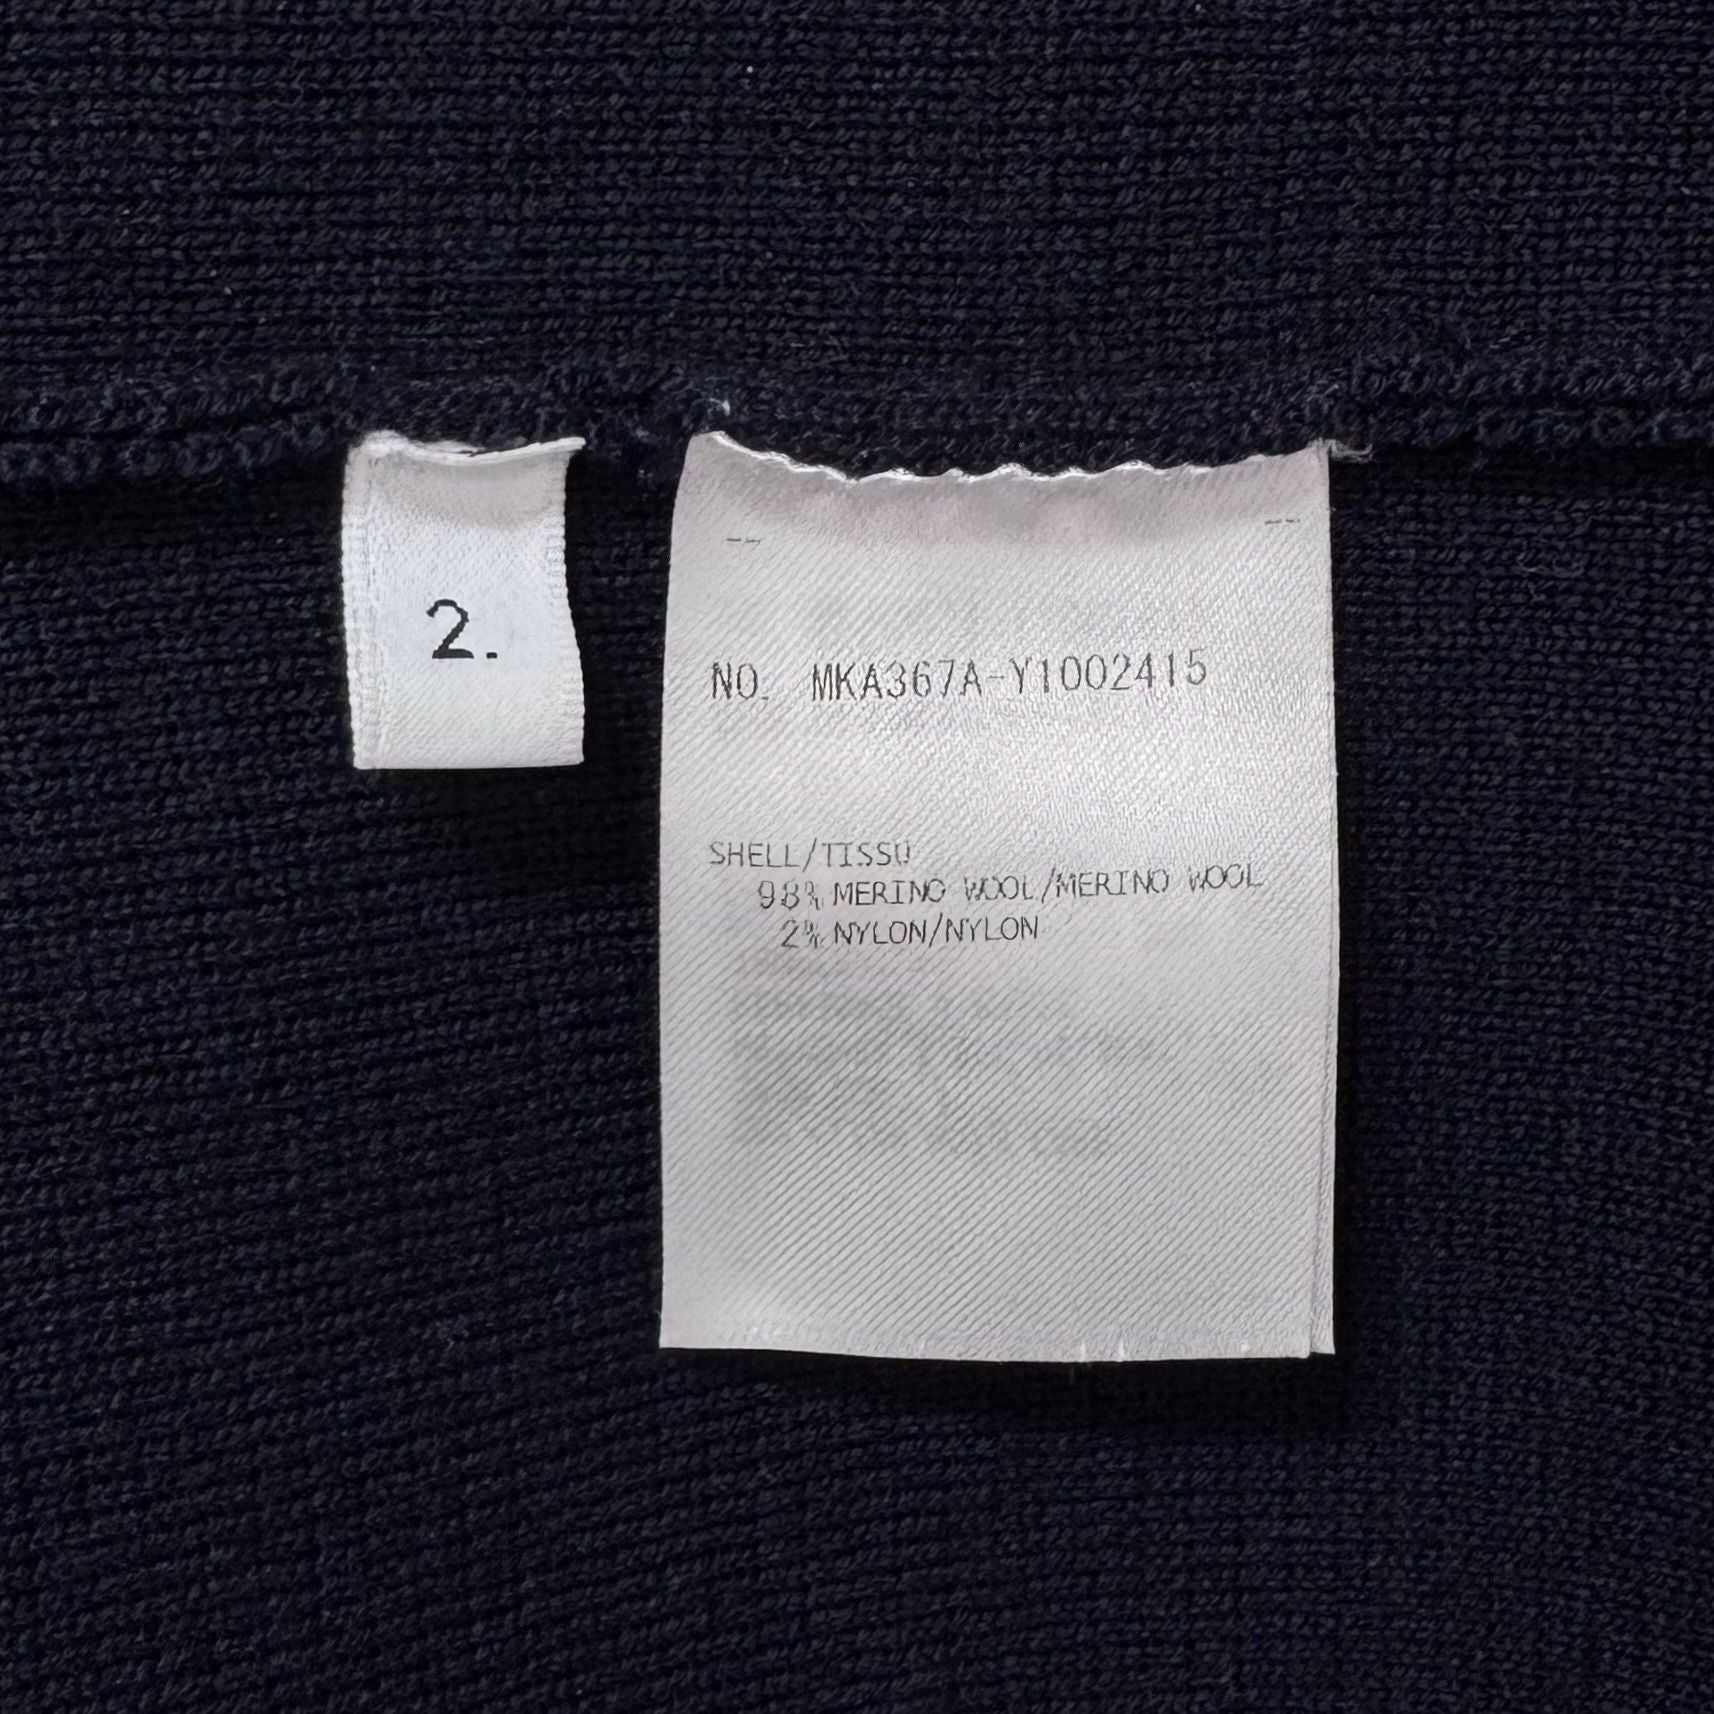 2.
NO. MKA367A-Y1002415
SHELL/TISSU
98% MERINO WOOL/MERINO WOOL
2% NYLON/NYLON